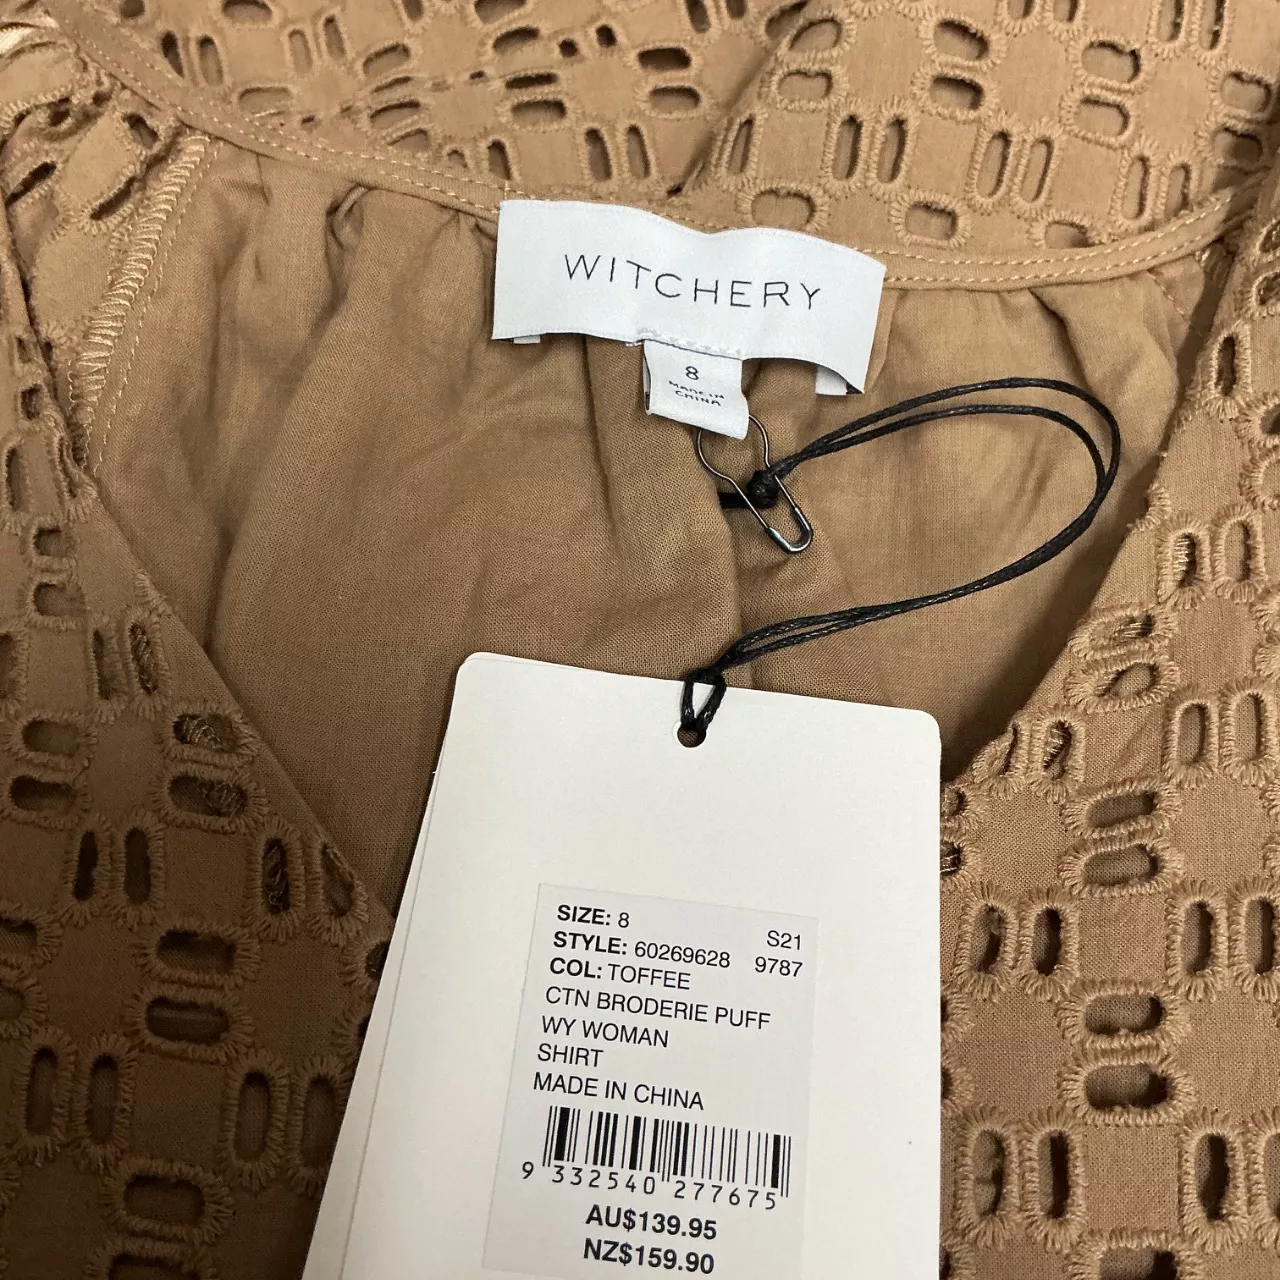 WITCHERY
8
MADE IN
CHINA
SIZE: 8 S21
STYLE: 60269628 9787
COL: TOFFEE
CTN BRODERIE PUFF
WY WOMAN
SHIRT
MADE IN CHINA
9 332540 277675
AU$139.95
NZ$159.90